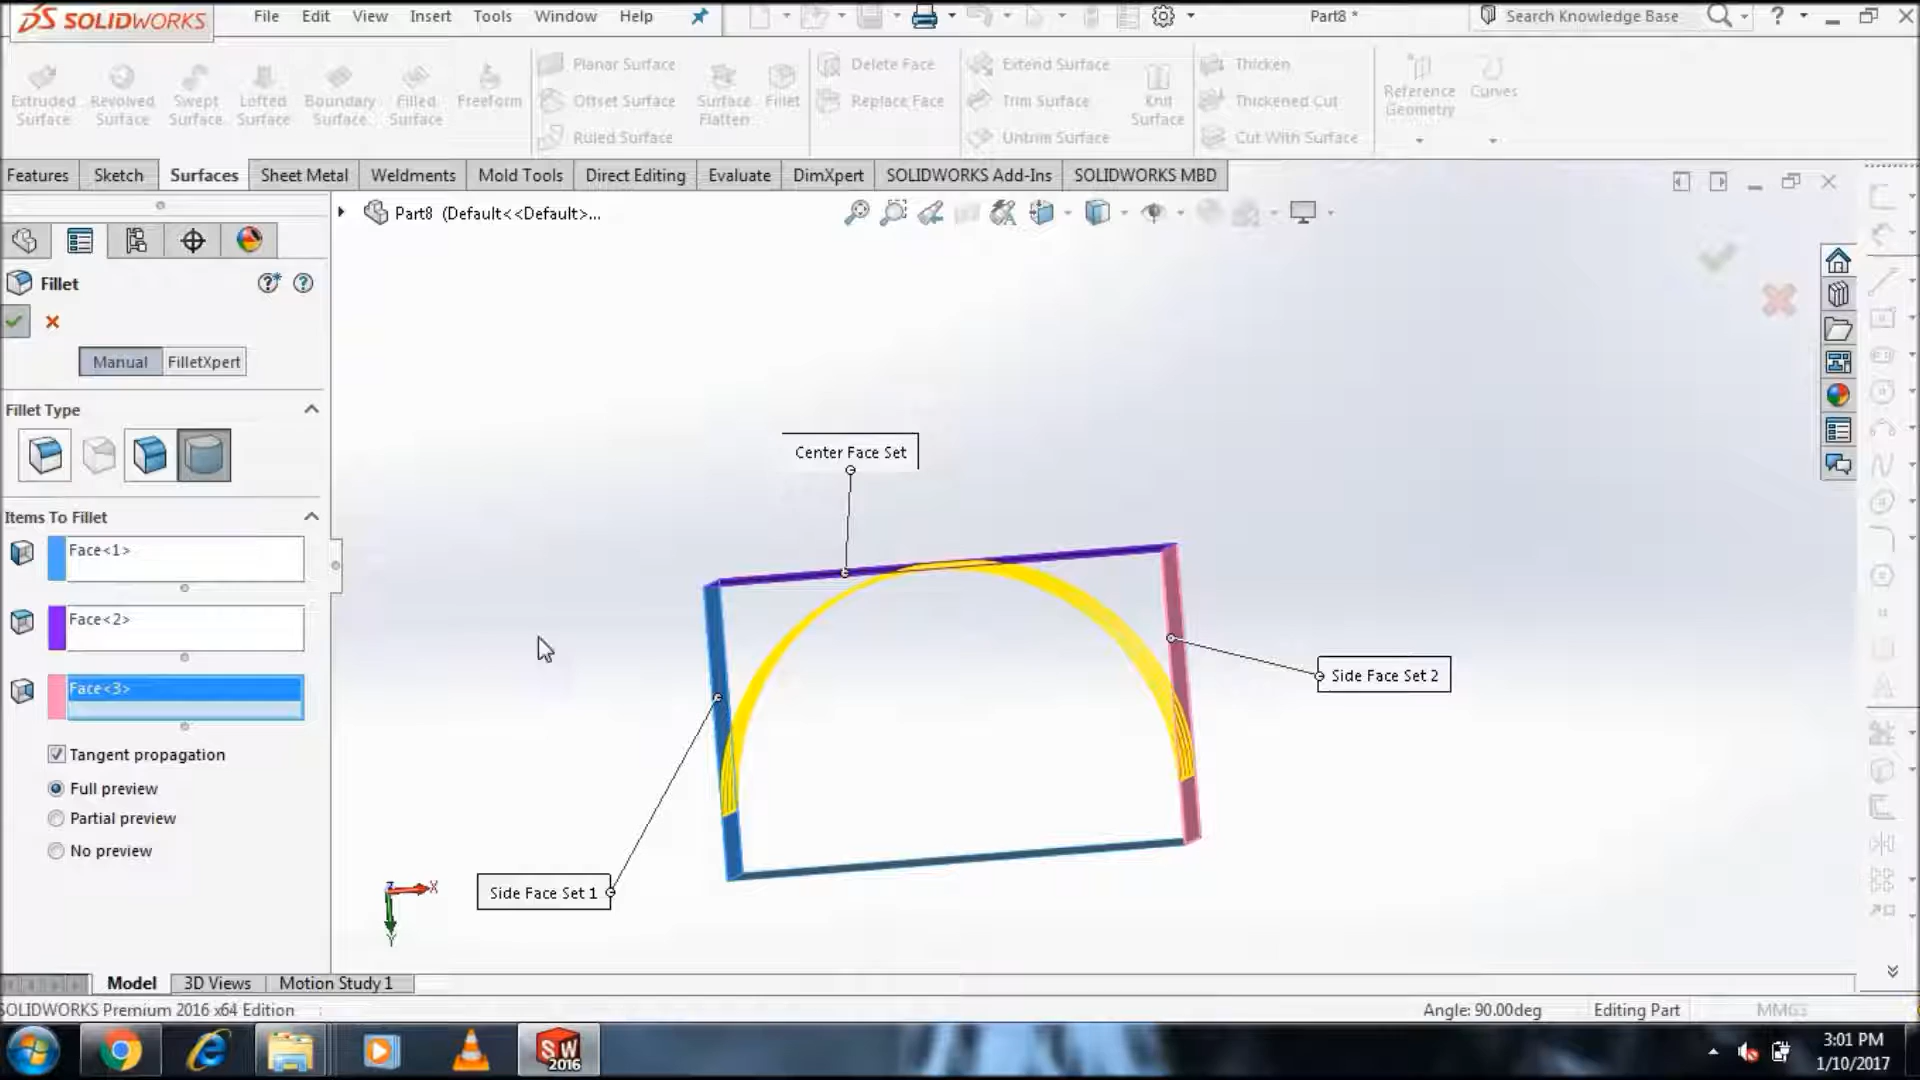 SOLIDWORKS File Edit View Insert Tools Window Help Part8 * Search Knowledge Base ?
Extruded Surface
Revolved Surface
Swept Surface
Lofted Surface
Boundary Surface
Filled Surface
Freeform
Planar Surface
Offset Surface
Ruled Surface
Surface Flatten
Fillet
Delete Face
Replace Face
Extend Surface
Trim Surface
Untrim Surface
Knit Surface
Thicken
Thickened Cut
Cut With Surface
Reference Geometry
Curves
Features Sketch Surfaces Sheet Metal Weldments Mold Tools Direct Editing Evaluate DimXpert SOLIDWORKS Add-Ins SOLIDWORKS MBD
Part8 (Default<<Default>...
Fillet
Manual FilletXpert
Fillet Type
Items To Fillet
Face<1>
Face<2>
Face<3>
Tangent propagation
Full preview
Partial preview
No preview
Center Face Set
Side Face Set 2
Side Face Set 1
Z X
Y
Model 3D Views Motion Study 1
SOLIDWORKS Premium 2016 x64 Edition Angle: 90.00deg Editing Part MMGS
SW 2016
3:01 PM
1/10/2017